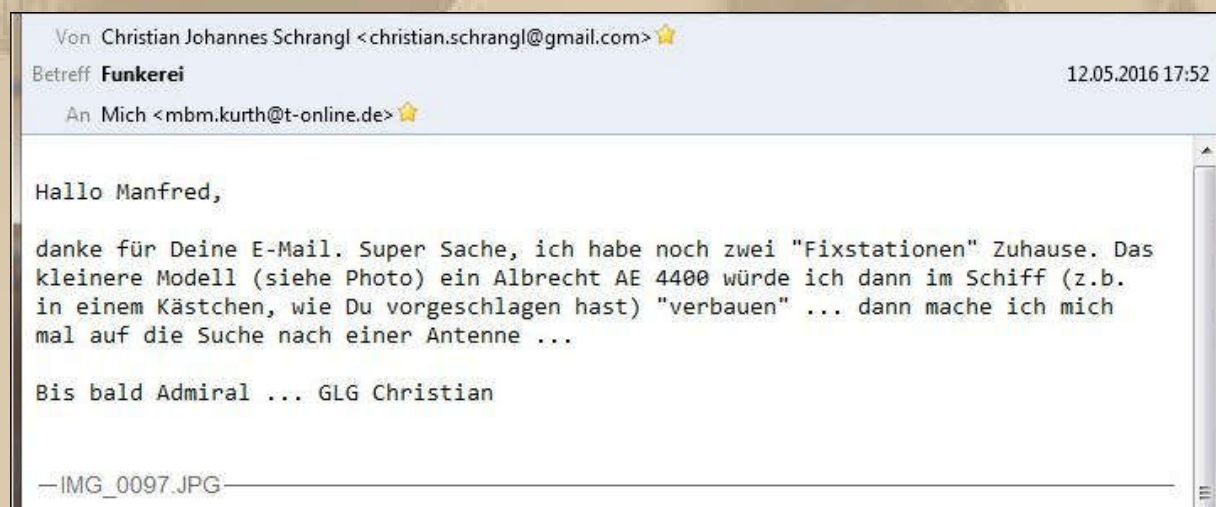 Von Christian Johannes Schrangl <christian.schrangl@gmail.com>
Betreff Funkerei 12.05.2016 17:52
An Mich <mbm.kurth@t-online.de>
Hallo Manfred,
danke für Deine E-Mail. Super Sache, ich habe noch zwei "Fixstationen" Zuhause. Das
kleinere Modell (siehe Photo) ein Albrecht AE 4400 würde ich dann im Schiff (z.b.
in einem Kästchen, wie Du vorgeschlagen hast) "verbauen" ... dann mache ich mich
mal auf die Suche nach einer Antenne ...
Bis bald Admiral ... GLG Christian
IMG_0097.JPG